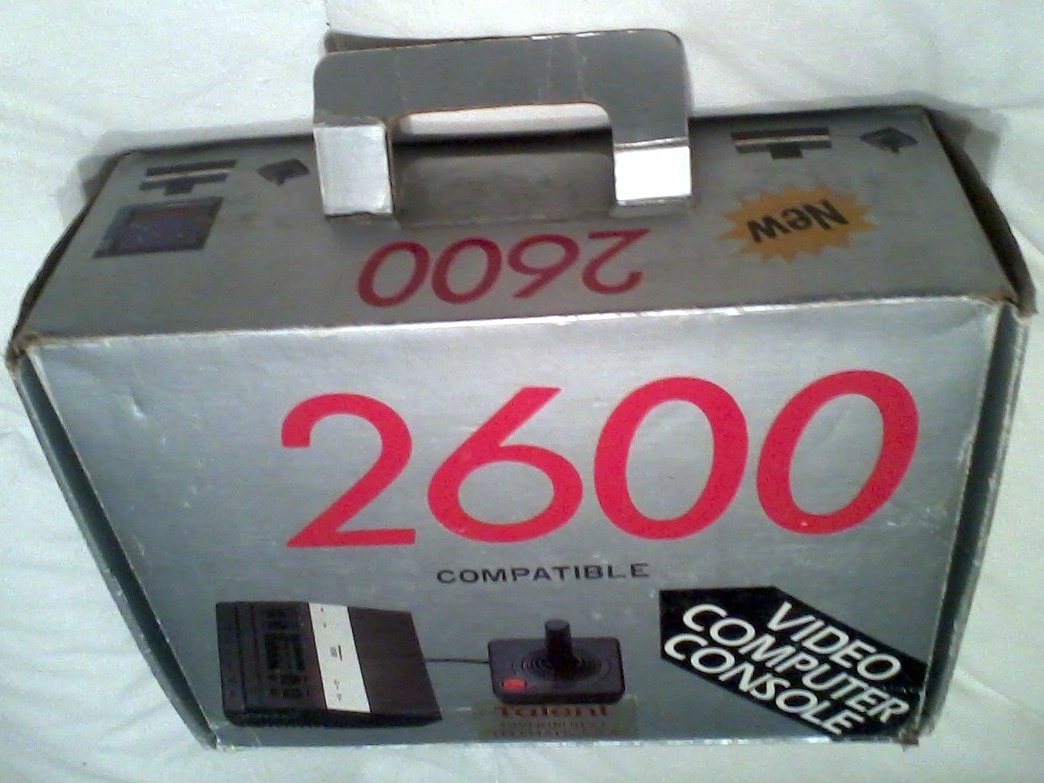 New
2600
2600
COMPATIBLE
VIDEO
COMPUTER
CONSOLE
Talent